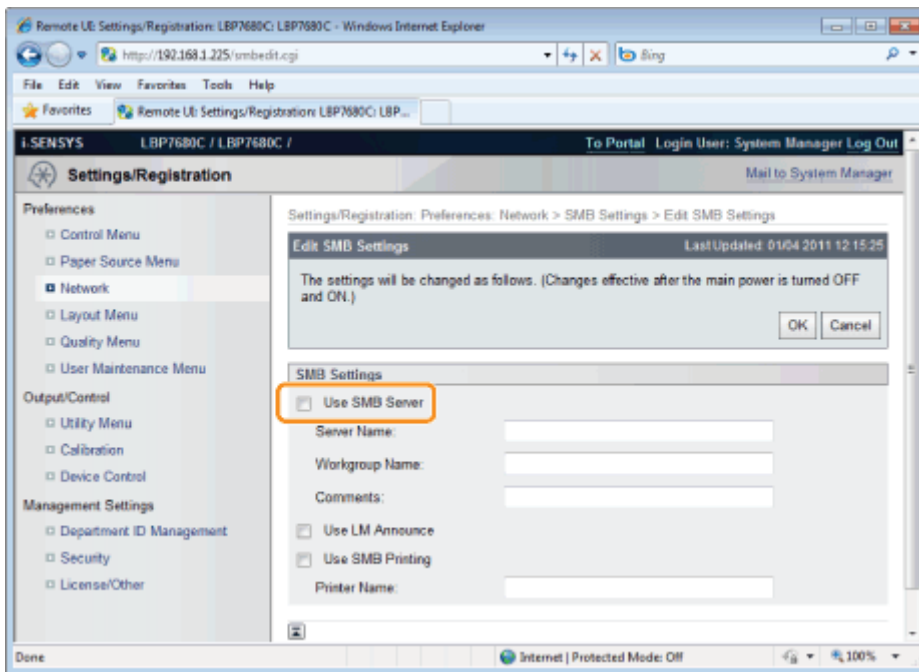 Remote UI: Settings/Registration: LBP7680C: LBP7680C - Windows Internet Explorer
http://192.168.1.225/smbedit.cgi
Bing
File Edit View Favorites Tools Help
Favorites
Remote UI: Settings/Registration: LBP7680C: LBP...
i-SENSYS LBP7680C / LBP7680C /
To Portal Login User: System Manager Log Out
Settings/Registration
Mail to System Manager
Preferences
Control Menu
Paper Source Menu
Network
Layout Menu
Quality Menu
User Maintenance Menu
Output/Control
Utility Menu
Calibration
Device Control
Management Settings
Department ID Management
Security
License/Other
Settings/Registration: Preferences: Network > SMB Settings > Edit SMB Settings
Edit SMB Settings
Last Updated: 01/04 2011 12:15:25
The settings will be changed as follows. (Changes effective after the main power is turned OFF
and ON.)
OK Cancel
SMB Settings
Use SMB Server
Server Name:
Workgroup Name:
Comments:
Use LM Announce
Use SMB Printing
Printer Name:
Done
Internet | Protected Mode: Off
100%